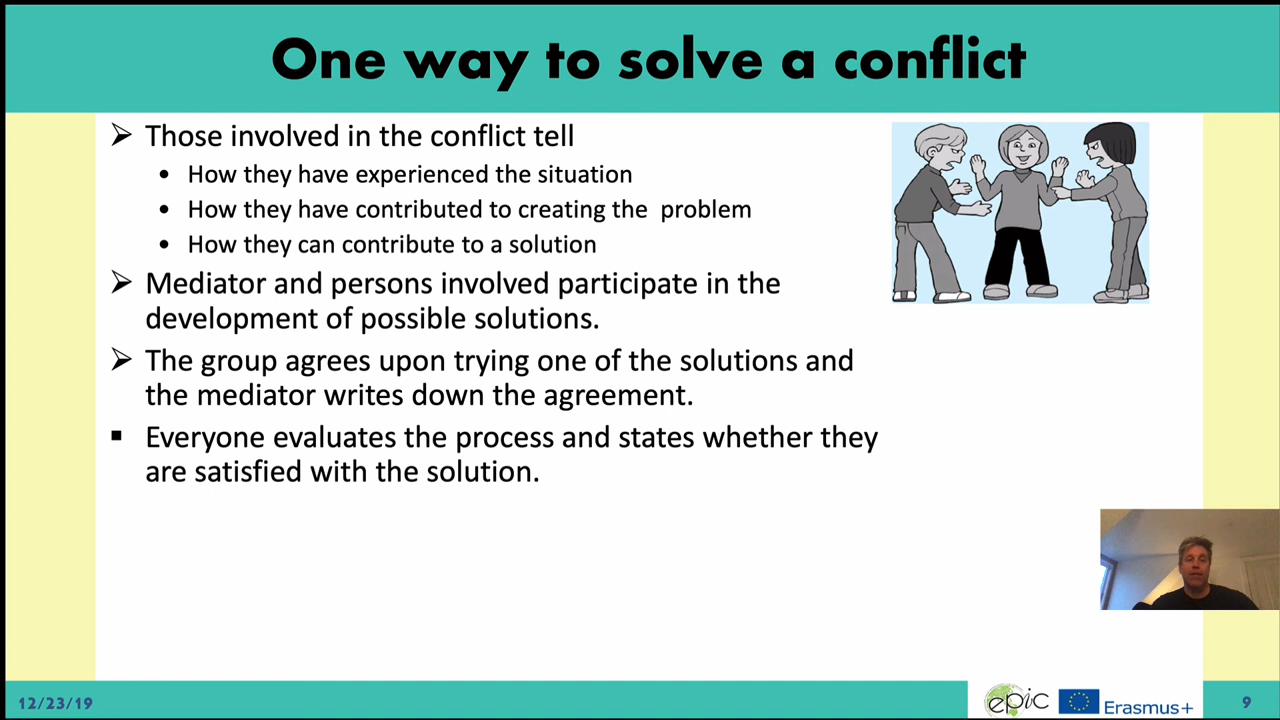 One way to solve a conflict
Those involved in the conflict tell
How they have experienced the situation
How they have contributed to creating the problem
How they can contribute to a solution
Mediator and persons involved participate in the
development of possible solutions.
The group agrees upon trying one of the solutions and
the mediator writes down the agreement.
Everyone evaluates the process and states whether they
are satisfied with the solution.
12/23/19
epic
Erasmus+
9